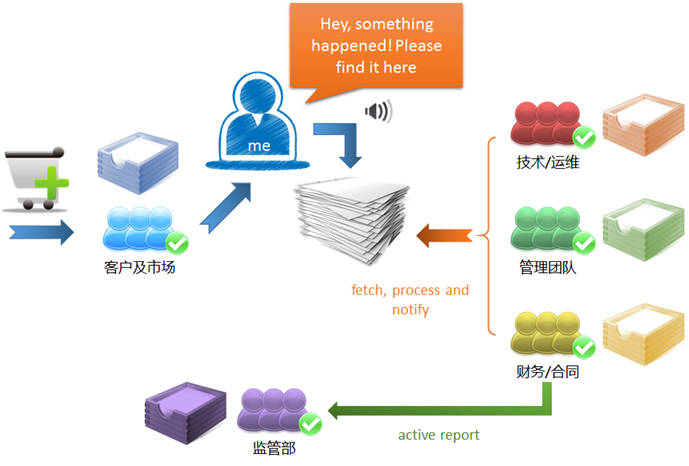 Hey, something
happened! Please
find it here
me
技术/运维
客户及市场
管理团队
fetch, process and
notify
财务/合同
active report
监管部